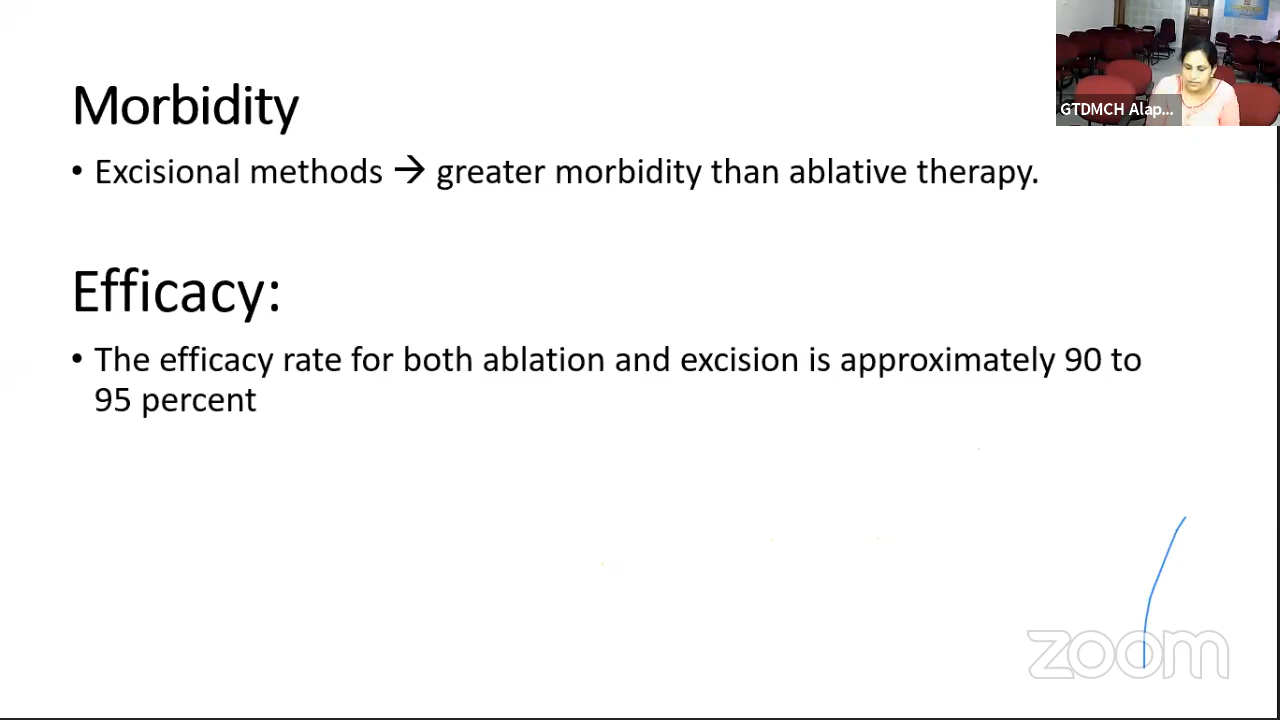 Morbidity
• Excisional methods → greater morbidity than ablative therapy.
Efficacy:
• The efficacy rate for both ablation and excision is approximately 90 to
95 percent
GTDMCH Alap...
zoom